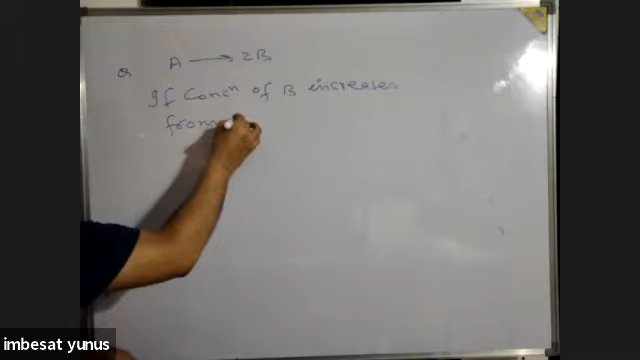 Q A → 2B
If Concn of B increases
from
imbesat yunus